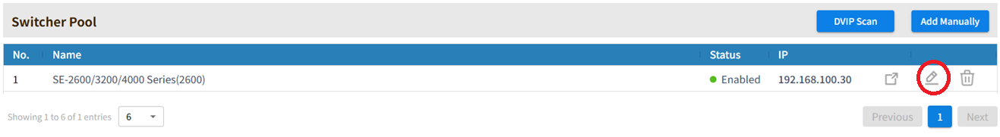 Switcher Pool DVIP Scan Add Manually
No. Name Status IP
1 SE-2600/3200/4000 Series(2600) Enabled 192.168.100.30
Showing 1 to 6 of 1 entries 6 Previous 1 Next